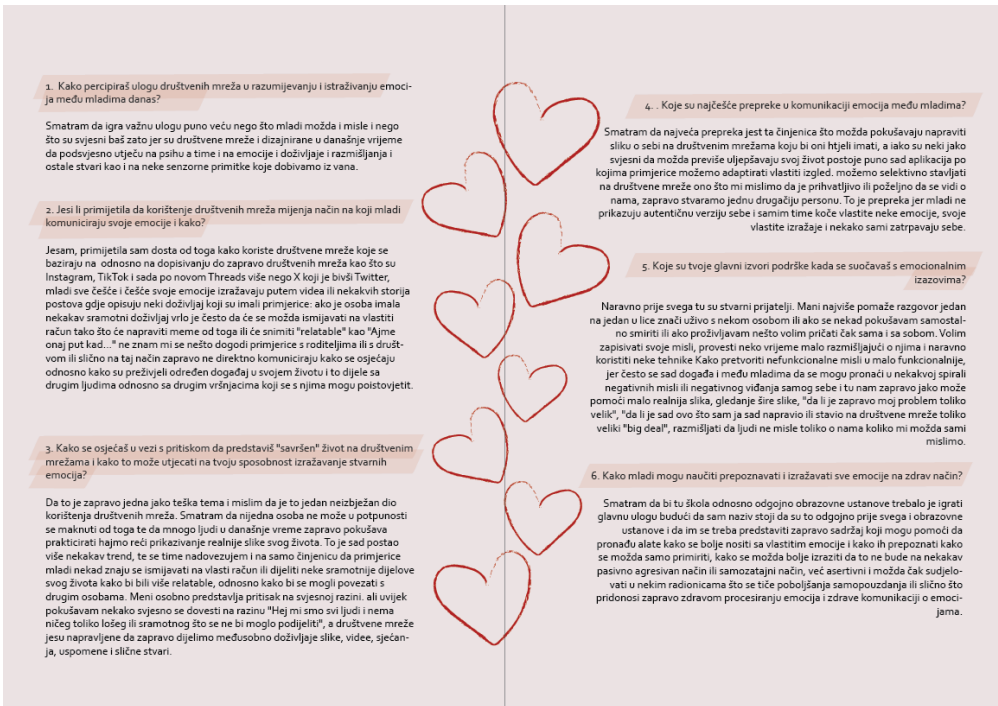 1.  Kako percipiraš ulogu društvenih mreža u razumijevanju i istraživanju emoci-
ja među mladima danas?
Smatram da igra važnu ulogu puno veću nego što mladi možda i misle i nego
što su svjesni baš zato jer su društvene mreže i dizajnirane u današnje vrijeme
da podsvjesno utječu na psihu a time i na emocije i doživljaje i razmišljanja i
ostale stvari kao i na neke senzorne primitke koje dobivamo iz vana.
2. Jesi li primijetila da korištenje društvenih mreža mijenja način na koji mladi
komuniciraju svoje emocije i kako?
Jesam, primijetila sam dosta od toga kako koriste društvene mreže koje se
baziraju na  odnosno na dopisivanju do zapravo društvenih mreža kao što su
Instagram, TikTok i sada po novom Threads više nego X koji je bivši Twitter,
mladi sve češće i češće svoje emocije izražavaju putem videa ili nekakvih storija
postova gdje opisuju neki doživljaj koji su imali primjerice: ako je osoba imala
nekakav sramotni doživljaj vrlo je često da će se možda ismijavati na vlastiti
račun tako što će napraviti meme od toga ili će snimiti "relatable" kao "Ajme
onaj put kad..." ne znam mi se nešto dogodi primjerice s roditeljima ili s društ-
vom ili slično na taj način zapravo ne direktno komuniciraju kako se osjećaju
odnosno kako su preživjeli određen događaj u svojem životu i to dijele sa
drugim ljudima odnosno sa drugim vršnjacima koji se s njima mogu poistovjetiti.
3. Kako se osjećaš u vezi s pritiskom da predstaviš "savršen" život na društvenim
mrežama i kako to može utjecati na tvoju sposobnost izražavanje stvarnih
emocija?
Da to je zapravo jedna jako teška tema i mislim da je to jedan neizbježan dio
korištenja društvenih mreža. Smatram da nijedna osoba ne može u potpunosti
se maknuti od toga te da mnogo ljudi u današnje vreme zapravo pokušava
prakticirati hajmo reći prikazivanje realnije slike svog života. To je sad postao
više nekakav trend, te se time nadovezujem i na samo činjenicu da primjerice
mladi nekad znaju se ismijavati na vlasti račun ili dijeliti neke sramotnije dijelove
svog života kako bi bili više relatable, odnosno kako bi se mogli povezati s
drugim osobama. Meni osobno predstavlja pritisak na svjesnoj razini. ali uvijek
pokušavam nekako svjesno se dovesti na razinu "Hej mi smo svi ljudi i nema
ničeg toliko lošeg ili sramotnog što se ne bi moglo podijeliti", a društvene mreže
jesu napravljene da zapravo dijelimo međusobno doživljaje slike, videe, sjećan-
ja, uspomene i slične stvari.
4. . Koje su najčešće prepreke u komunikaciji emocija među mladima?
Smatram da najveća prepreka jest ta činjenica što možda pokušavaju napraviti
sliku o sebi na društvenim mrežama koju bi oni htjeli imati, a iako su neki jako
svjesni da možda previše uljepšavaju svoj život postoje puno sad aplikacija po
kojima primjerice možemo adaptirati vlastiti izgled. možemo selektivno stavljati
na društvene mreže ono što mi mislimo da je prihvatljivo ili poželjno da se vidi o
nama, zapravo stvaramo jednu drugačiju personu. To je prepreka jer mladi ne
prikazuju autentičnu verziju sebe i samim time koče vlastite neke emocije, svoje
vlastite izražaje i nekako sami zatrpavaju sebe.
5. Koje su tvoje glavni izvori podrške kada se suočavaš s emocionalnim
izazovima?
Naravno prije svega tu su stvarni prijatelji. Mani najviše pomaže razgovor jedan
na jedan u lice znači uživo s nekom osobom ili ako se nekad pokušavam samostal-
no smiriti ili ako proživljavam nešto volim pričati čak sama i sa sobom. Volim
zapisivati svoje misli, provesti neko vrijeme malo razmišljajući o njima i naravno
koristiti neke tehnike Kako pretvoriti nefunkcionalne misli u malo funkcionalnije,
jer često se sad događa i među mladima da se mogu pronaći u nekakvoj spirali
negativnih misli ili negativnog viđanja samog sebe i tu nam zapravo jako može
pomoći malo realnija slika, gledanje šire slike, "da li je zapravo moj problem toliko
velik", "da li je sad ovo što sam ja sad napravio ili stavio na društvene mreže toliko
veliki "big deal", razmišljati da ljudi ne misle toliko o nama koliko mi možda sami
mislimo.
6. Kako mladi mogu naučiti prepoznavati i izražavati sve emocije na zdrav način?
Smatram da bi tu škola odnosno odgojno obrazovne ustanove trebalo je igrati
glavnu ulogu budući da sam naziv stoji da su to odgojno prije svega i obrazovne
ustanove i da im se treba predstaviti zapravo sadržaj koji mogu pomoći da
pronađu alate kako se bolje nositi sa vlastitim emocije i kako ih prepoznati kako
se možda samo primiriti, kako se možda bolje izraziti da to ne bude na nekakav
pasivno agresivan način ili samozatajni način, već asertivni i možda čak sudjelo-
vati u nekim radionicama što se tiče poboljšanja samopouzdanja ili slično što
pridonosi zapravo zdravom procesiranju emocija i zdrave komunikaciji o emoci-
jama.